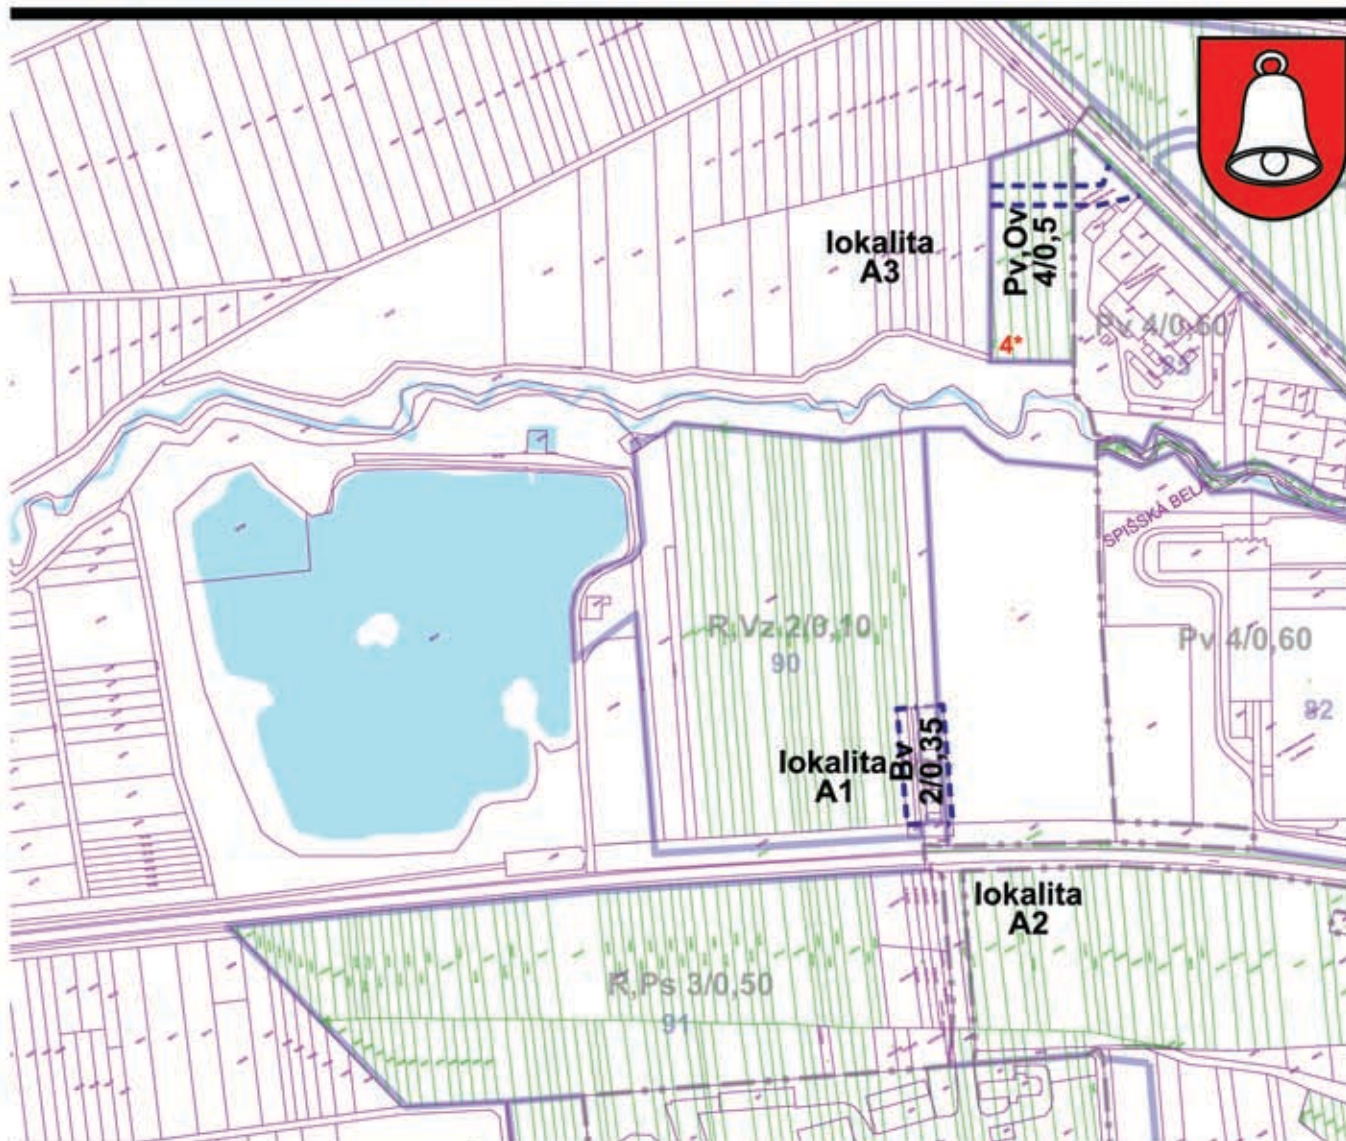 lokalita
A3
Pv,Ov
4/0,5
4*
Pv 4/0,60
SPIŠSKÁ BELÁ
R,Vz 2/0,10
90
Pv 4/0,60
lokalita
A1
Bv
2/0,35
lokalita
A2
R,Ps 3/0,50
91